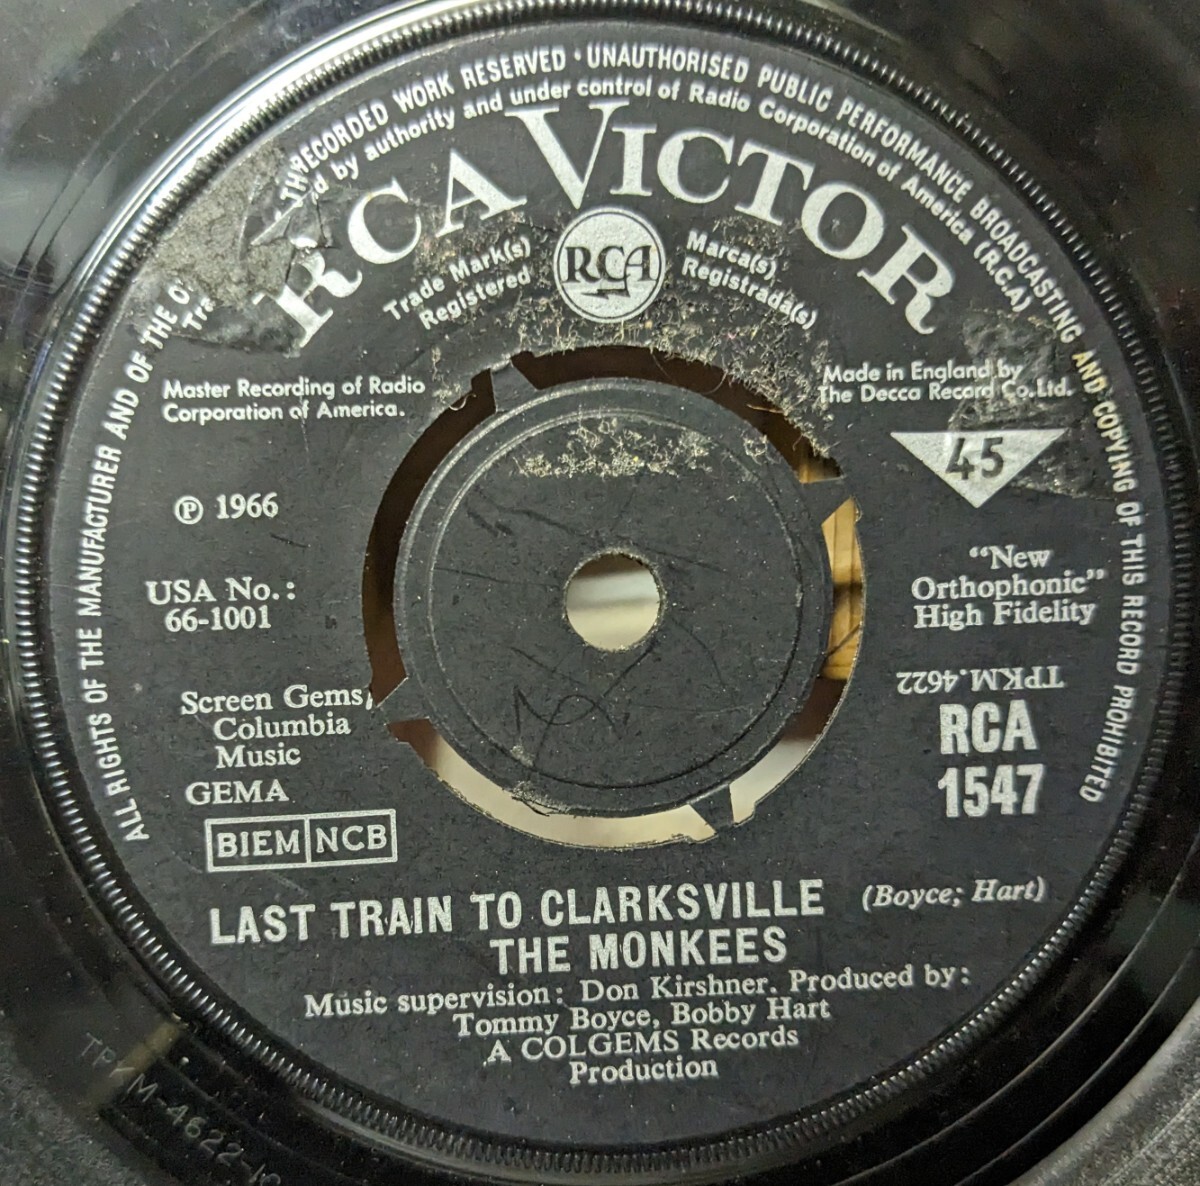 ALL RIGHTS OF THE MANUFACTURER AND OF THE RECORDED WORK RESERVED · UNAUTHORISED PUBLIC PERFORMANCE BROADCASTING AND COPYING OF THIS RECORD PROHIBITED
by authority and under control of Radio Corporation of America (R.C.A)
RCA VICTOR
Trade Mark(s)
Registered
RCA
Marca(s)
Registrada(s)
Master Recording of Radio
Corporation of America.
Made in England by
The Decca Record Co.Ltd.
45
℗ 1966
USA No.:
66-1001
"New
Orthophonic"
High Fidelity
Screen Gems/
Columbia
Music
GEMA
BIEM NCB
TPKM.4622
RCA
1547
LAST TRAIN TO CLARKSVILLE (Boyce; Hart)
THE MONKEES
Music supervision: Don Kirshner. Produced by:
Tommy Boyce, Bobby Hart
A COLGEMS Records
Production